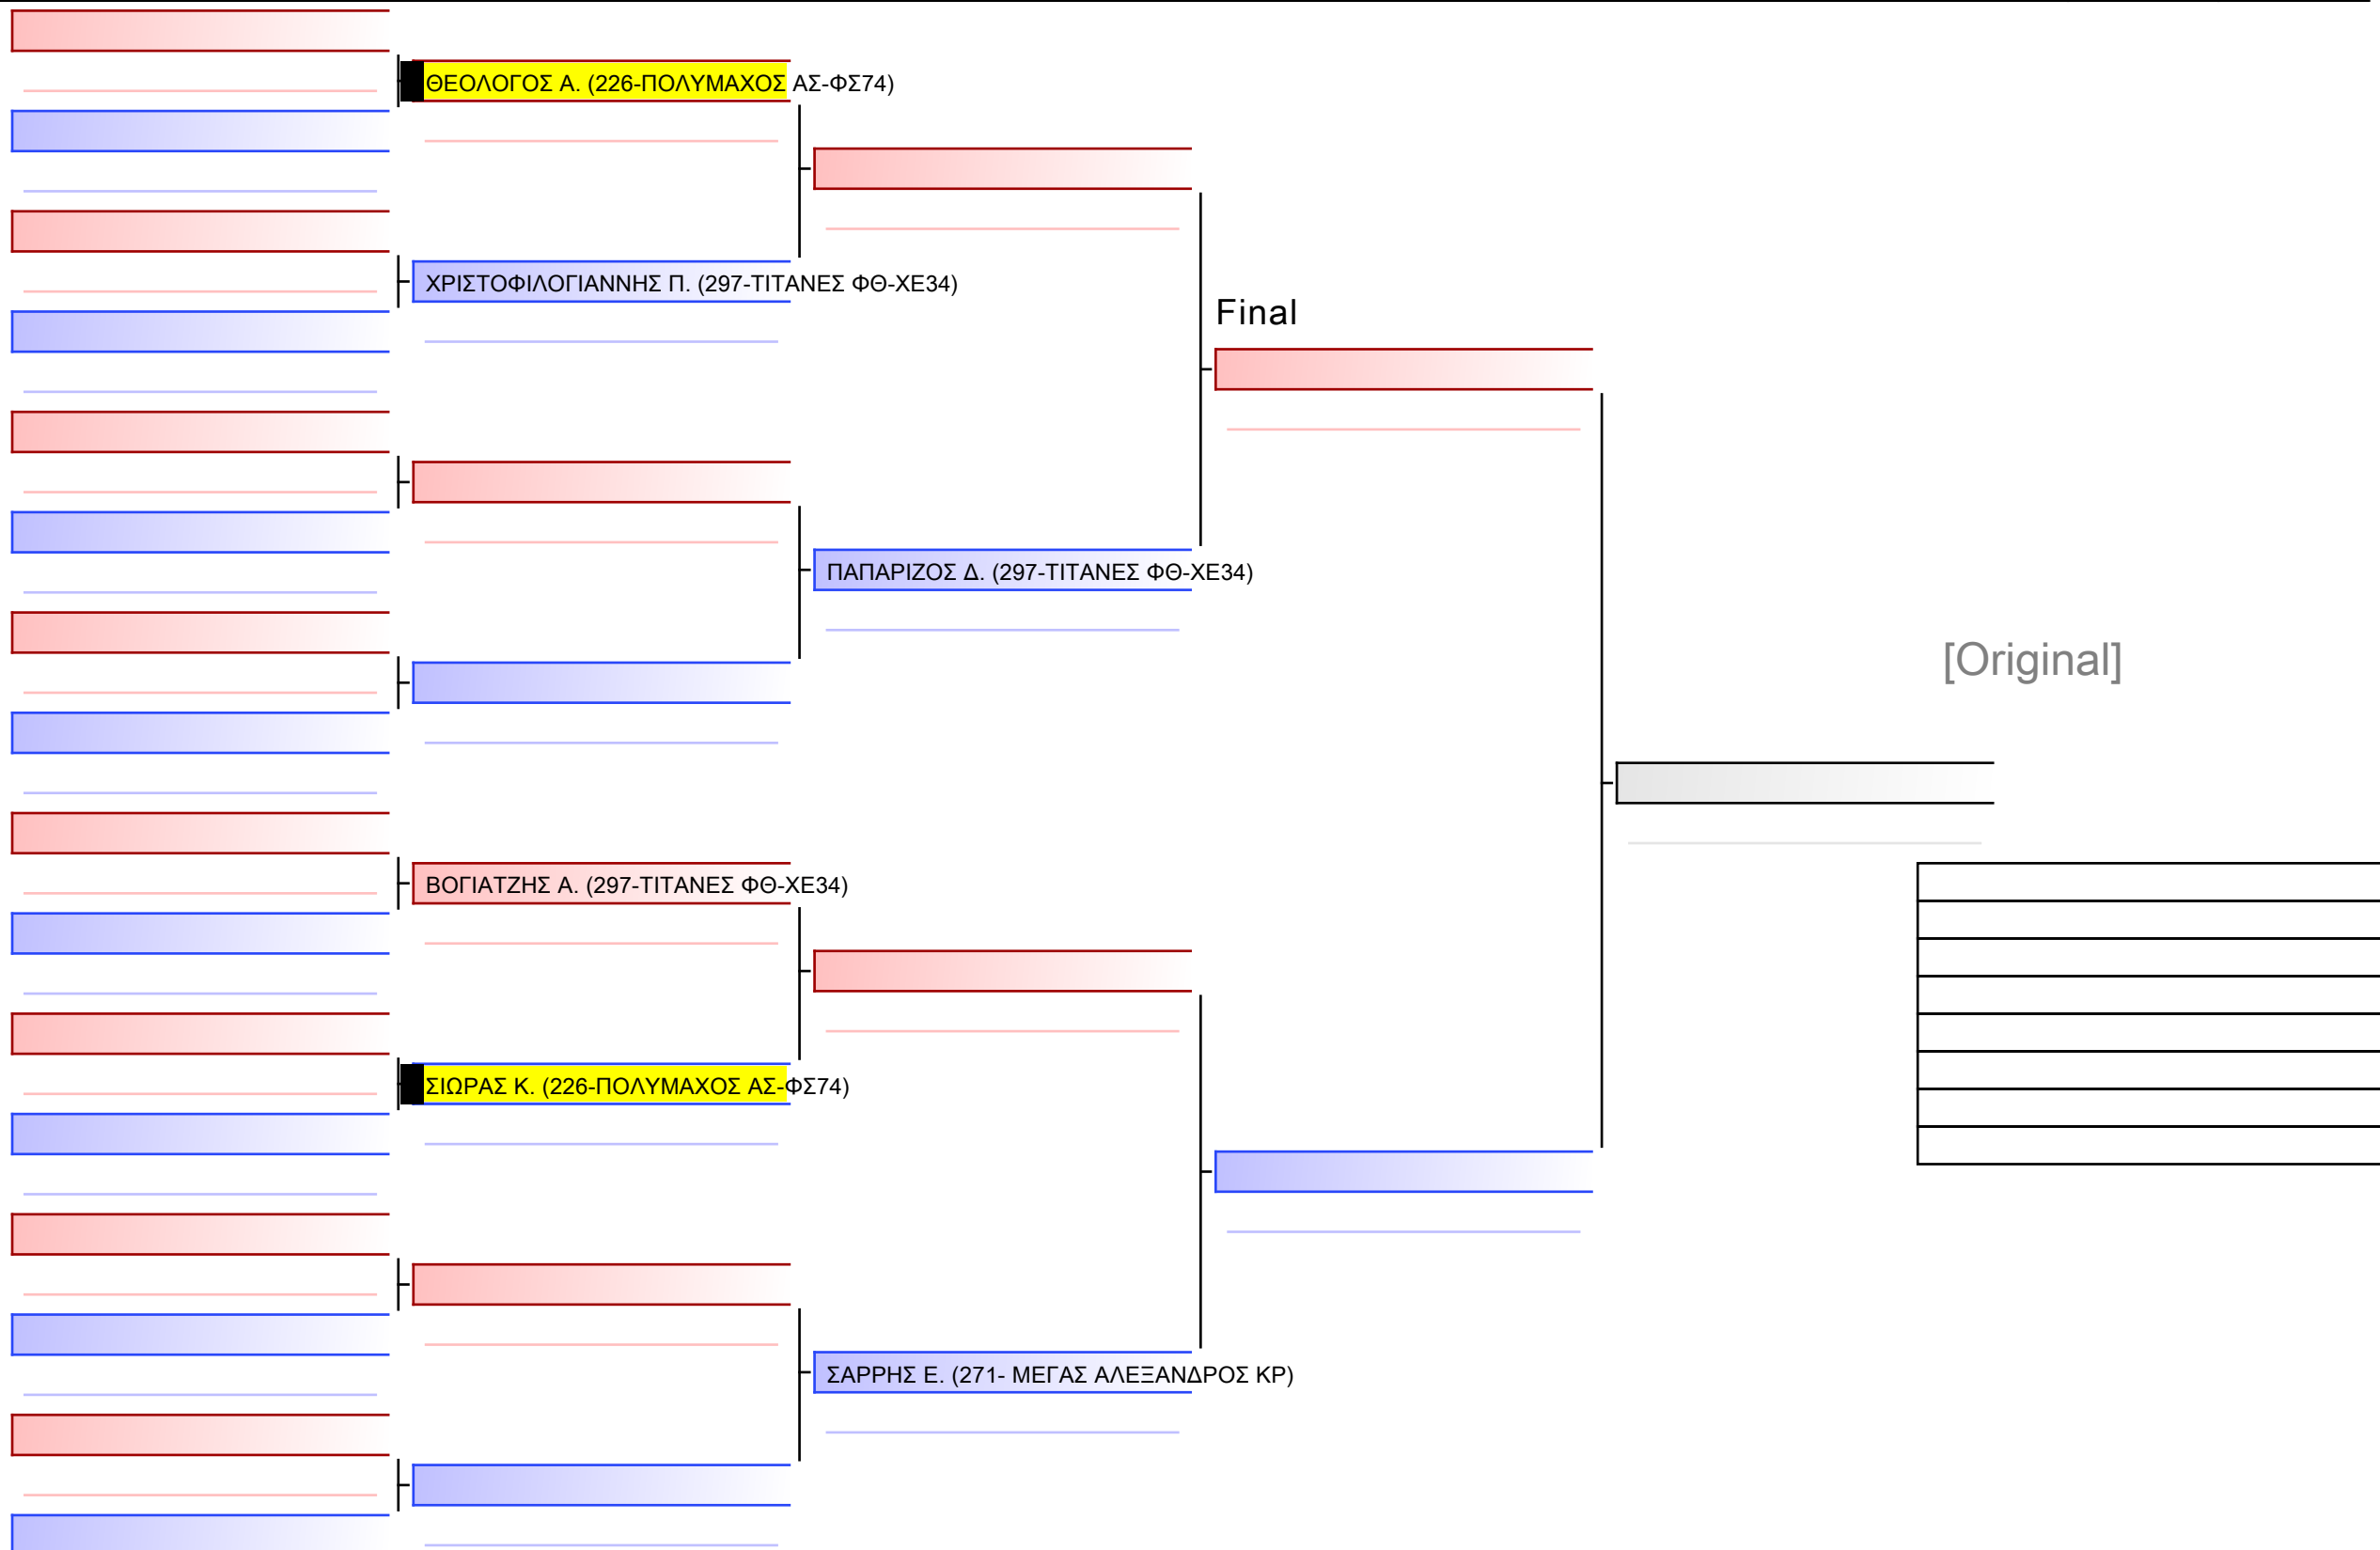 ΘΕΟΛΟΓΟΣ Α. (226-ΠΟΛΥΜΑΧΟΣ ΑΣ-ΦΣ74)
ΧΡΙΣΤΟΦΙΛΟΓΙΑΝΝΗΣ Π. (297-ΤΙΤΑΝΕΣ ΦΘ-ΧΕ34)
Final
ΠΑΠΑΡΙΖΟΣ Δ. (297-ΤΙΤΑΝΕΣ ΦΘ-ΧΕ34)
[Original]
ΒΟΓΙΑΤΖΗΣ Α. (297-ΤΙΤΑΝΕΣ ΦΘ-ΧΕ34)
ΣΙΩΡΑΣ Κ. (226-ΠΟΛΥΜΑΧΟΣ ΑΣ-ΦΣ74)
ΣΑΡΡΗΣ Ε. (271- ΜΕΓΑΣ ΑΛΕΞΑΝΔΡΟΣ ΚΡ)